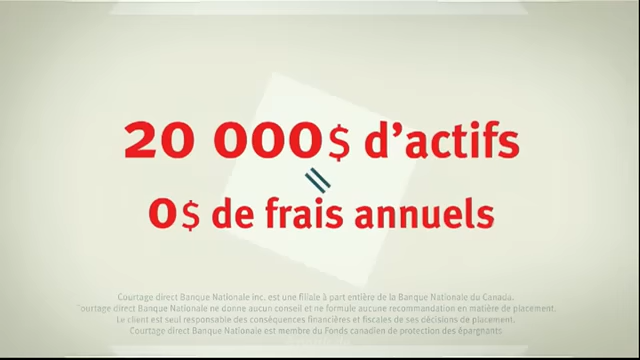 20 000$ d'actifs
=
0$ de frais annuels
Courtage direct Banque Nationale inc. est une filiale à part entière de la Banque Nationale du Canada.
Courtage direct Banque Nationale ne donne aucun conseil et ne formule aucune recommandation en matière de placement.
Le client est seul responsable des conséquences financières et fiscales de ses décisions de placement.
Courtage direct Banque Nationale est membre du Fonds canadien de protection des épargnants